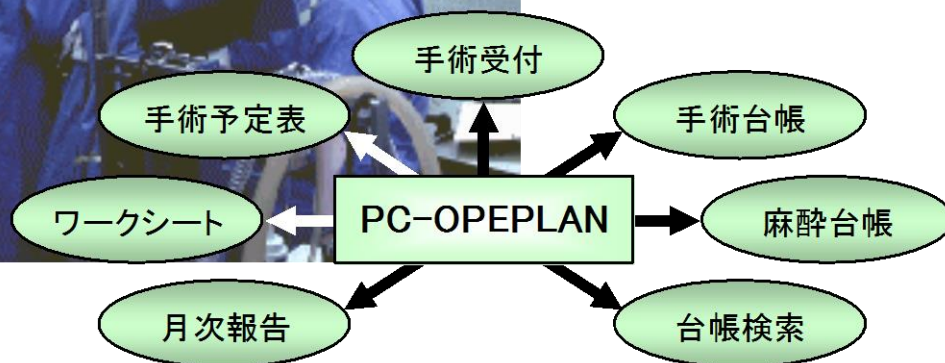 手術受付
手術予定表
手術台帳
ワークシート
PC-OPEPLAN
麻酔台帳
月次報告
台帳検索